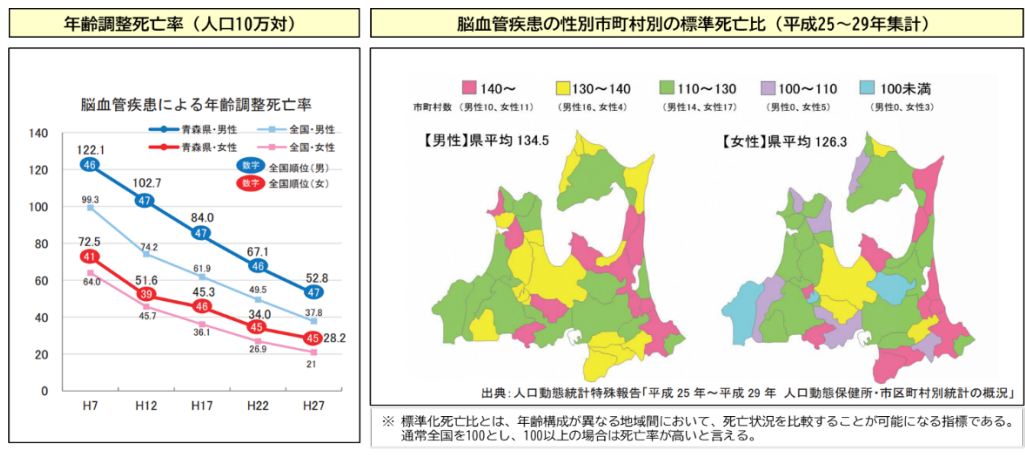 年齢調整死亡率（人口10万対）
脳血管疾患による年齢調整死亡率
青森県・男性
全国・男性
青森県・女性
全国・女性
数字 全国順位(男)
数字 全国順位(女)
140
120
100
80
60
40
20
0
122.1
46
102.7
47
84.0
47
67.1
46
52.8
47
99.3
74.2
61.9
49.5
37.8
72.5
41
51.6
39
45.3
46
34.0
45
28.2
45
64.0
45.7
36.1
26.9
21
H7 H12 H17 H22 H27
脳血管疾患の性別市町村別の標準死亡比（平成25～29年集計）
140～ 130～140 110～130 100～110 100未満
市町村数 (男性10、女性11) (男性16、女性4) (男性14、女性17) (男性0、女性5) (男性0、女性3)
【男性】県平均 134.5
【女性】県平均 126.3
出典：人口動態統計特殊報告「平成 25 年～平成 29 年 人口動態保健所・市区町村別統計の概況」
※ 標準化死亡比とは、年齢構成が異なる地域間において、死亡状況を比較することが可能になる指標である。
通常全国を100とし、100以上の場合は死亡率が高いと言える。